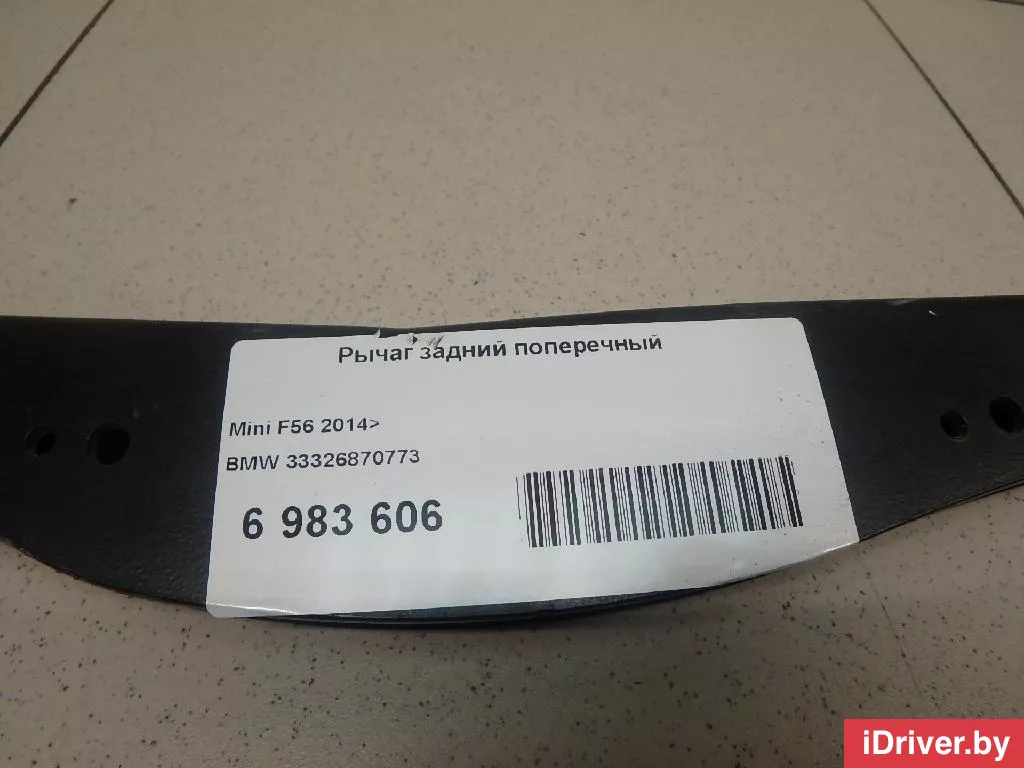 Рычаг задний поперечный
Mini F56 2014>
BMW 33326870773
6 983 606
iDriver.by